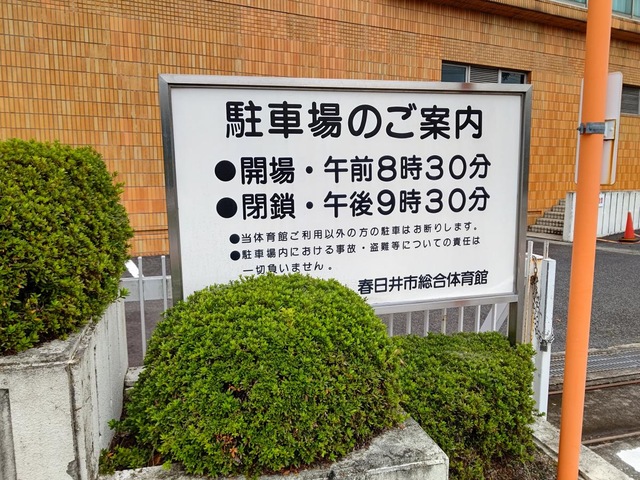 駐車場のご案内
●開場・午前8時30分
●閉鎖・午後9時30分
●当体育館ご利用以外の方の駐車はお断りします。
●駐車場内における事故・盗難等についての責任は
一切負いません。
春日井市総合体育館